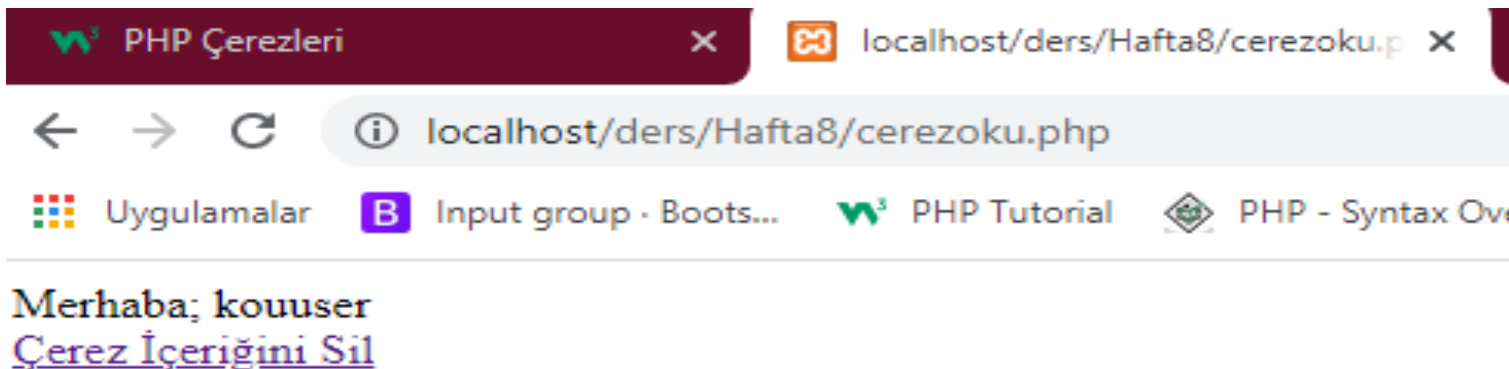 PHP Çerezleri
localhost/ders/Hafta8/cerezoku.p
localhost/ders/Hafta8/cerezoku.php
Uygulamalar B Input group · Boots... PHP Tutorial PHP - Syntax Ove
Merhaba; kouuser
Çerez İçeriğini Sil